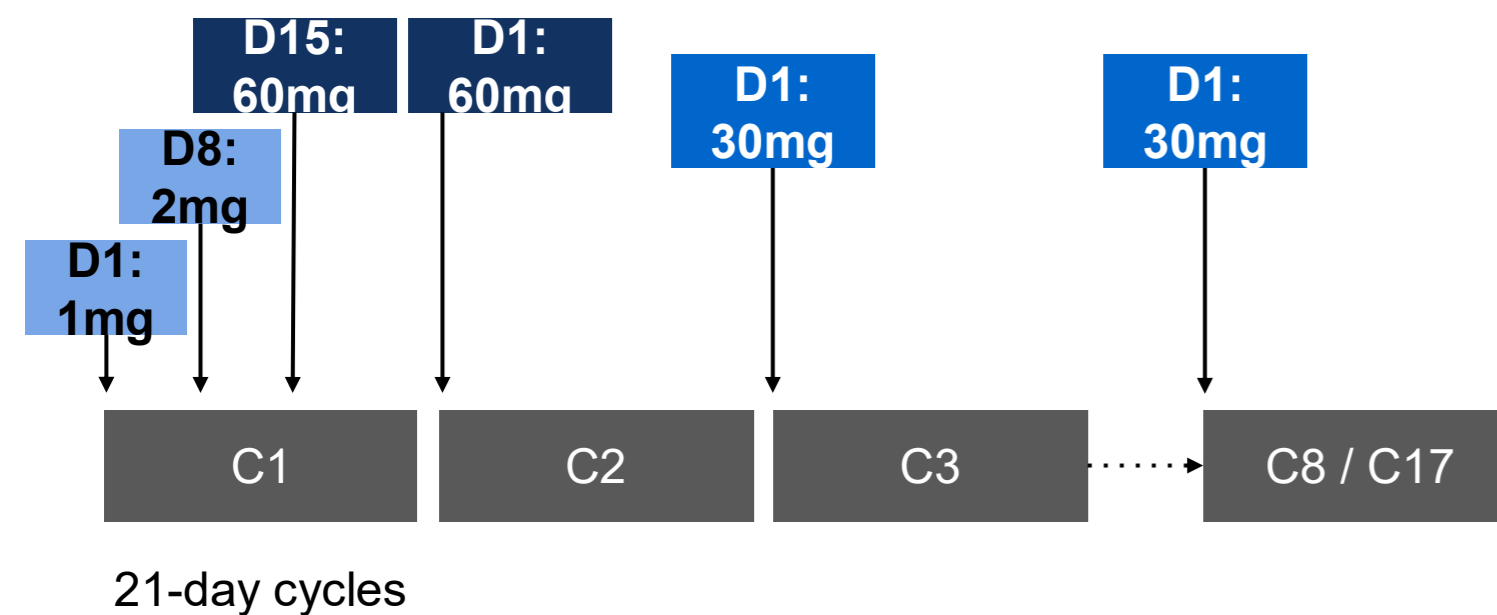 D15:
60mg
D1:
60mg
D1:
30mg
D1:
30mg
D8:
2mg
D1:
1mg
C1
C2
C3
C8 / C17
21-day cycles